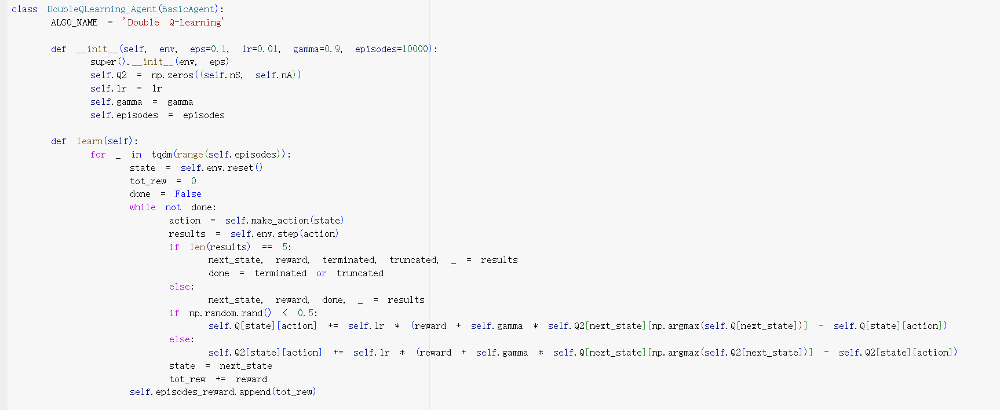 class DoubleQLearning_Agent(BasicAgent):
ALGO_NAME = 'Double Q-Learning'
def __init__(self, env, eps=0.1, lr=0.01, gamma=0.9, episodes=10000):
super().__init__(env, eps)
self.Q2 = np.zeros((self.nS, self.nA))
self.lr = lr
self.gamma = gamma
self.episodes = episodes
def learn(self):
for _ in tqdm(range(self.episodes)):
state = self.env.reset()
tot_rew = 0
done = False
while not done:
action = self.make_action(state)
results = self.env.step(action)
if len(results) == 5:
next_state, reward, terminated, truncated, _ = results
done = terminated or truncated
else:
next_state, reward, done, _ = results
if np.random.rand() < 0.5:
self.Q[state][action] += self.lr * (reward + self.gamma * self.Q2[next_state][np.argmax(self.Q[next_state])] - self.Q[state][action])
else:
self.Q2[state][action] += self.lr * (reward + self.gamma * self.Q[next_state][np.argmax(self.Q2[next_state])] - self.Q2[state][action])
state = next_state
tot_rew += reward
self.episodes_reward.append(tot_rew)